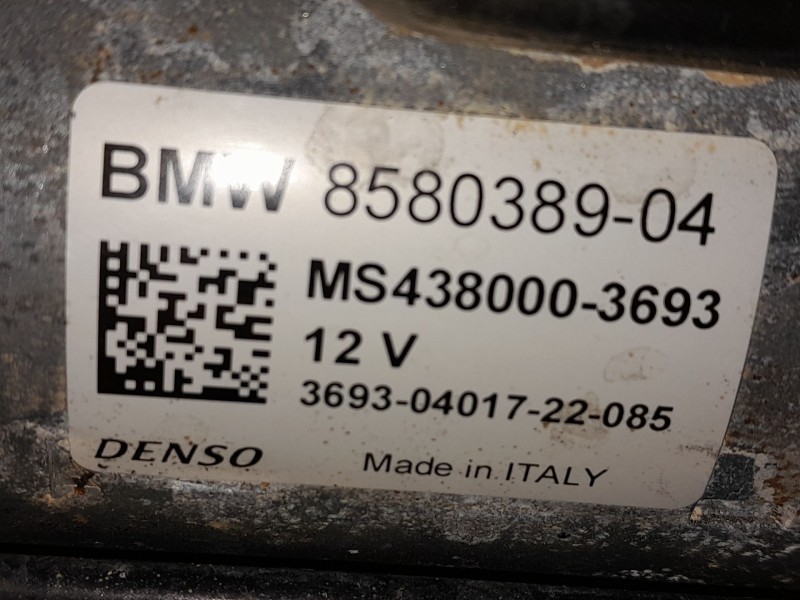 BMW 8580389-04
MS438000-3693
12 V
3693-04017-22-085
DENSO
Made in ITALY